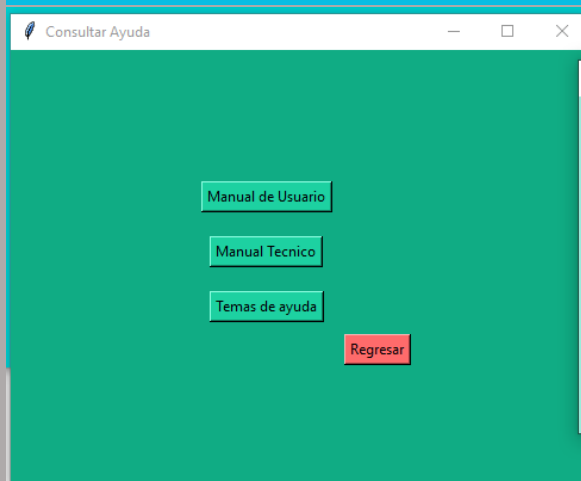 Consultar Ayuda
Manual de Usuario
Manual Tecnico
Temas de ayuda
Regresar